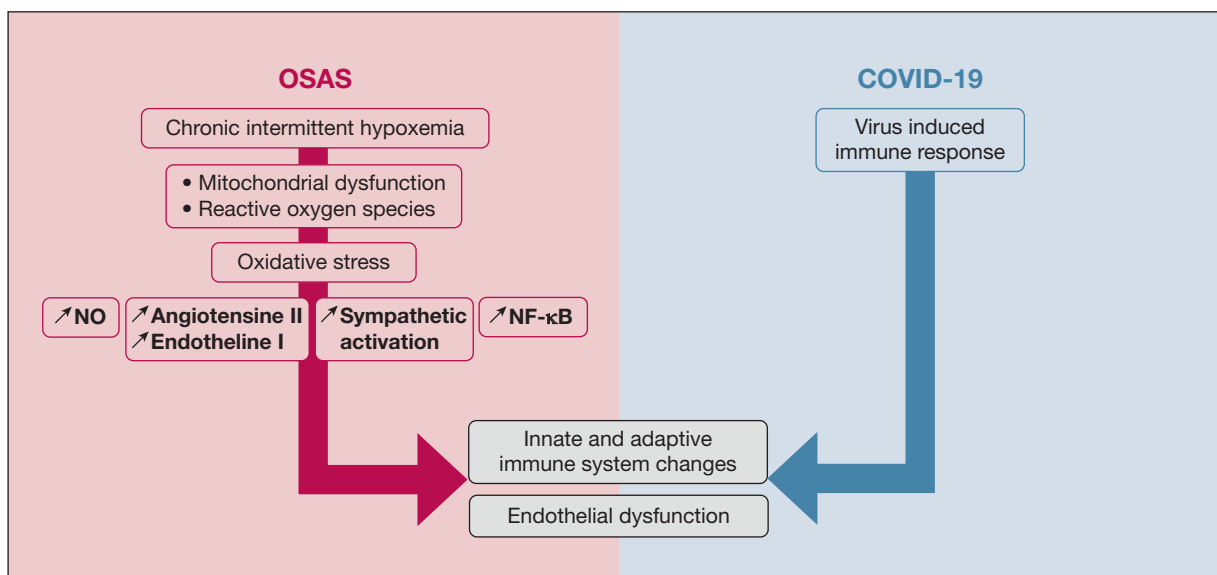 OSAS
Chronic intermittent hypoxemia
• Mitochondrial dysfunction
• Reactive oxygen species
Oxidative stress
↗NO
↗Angiotensine II
↗Endotheline I
↗Sympathetic
activation
↗NF-κB
COVID-19
Virus induced
immune response
Innate and adaptive
immune system changes
Endothelial dysfunction